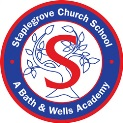 Staplegrove Church School
S
A Bath & Wells Academy